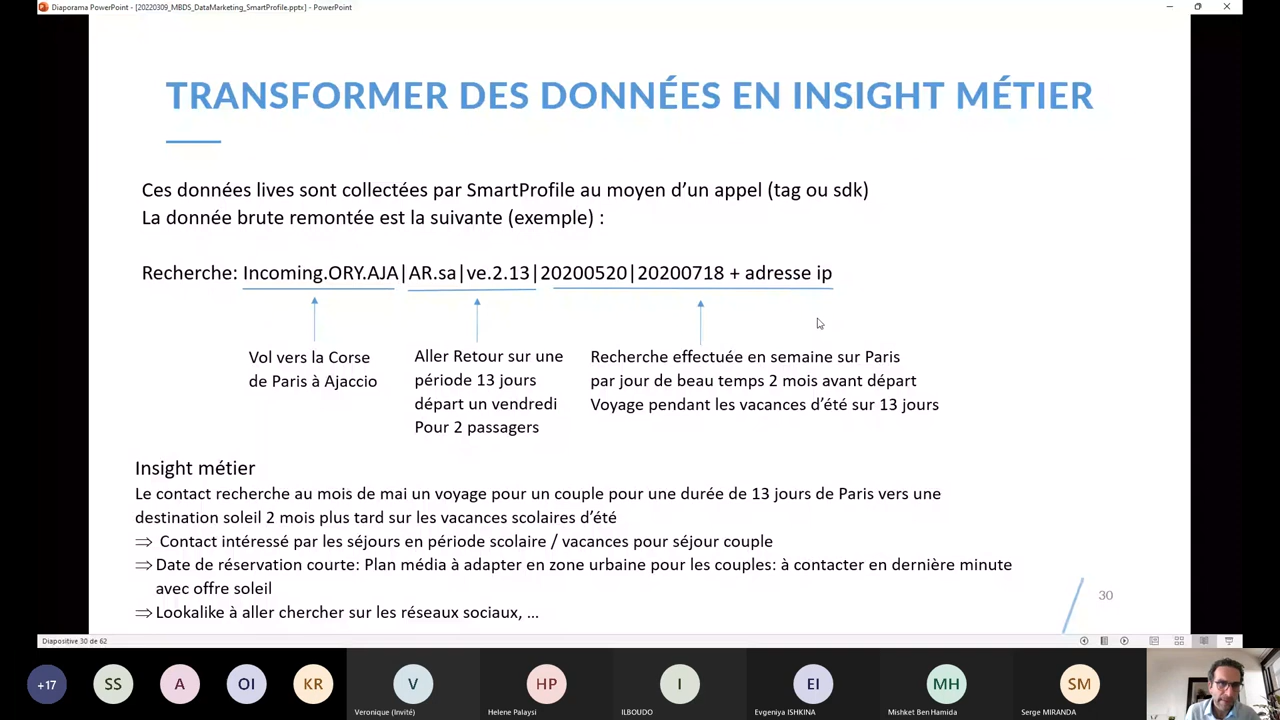 Diaporama PowerPoint - [20220309_MBDS_DataMarketing_SmartProfile.pptx] - PowerPoint
TRANSFORMER DES DONNÉES EN INSIGHT MÉTIER
Ces données lives sont collectées par SmartProfile au moyen d’un appel (tag ou sdk)
La donnée brute remontée est la suivante (exemple) :
Recherche: Incoming.ORY.AJA|AR.sa|ve.2.13|20200520|20200718 + adresse ip
Vol vers la Corse
de Paris à Ajaccio
Aller Retour sur une
période 13 jours
départ un vendredi
Pour 2 passagers
Recherche effectuée en semaine sur Paris
par jour de beau temps 2 mois avant départ
Voyage pendant les vacances d’été sur 13 jours
Insight métier
Le contact recherche au mois de mai un voyage pour un couple pour une durée de 13 jours de Paris vers une
destination soleil 2 mois plus tard sur les vacances scolaires d’été
⇒ Contact intéressé par les séjours en période scolaire / vacances pour séjour couple
⇒ Date de réservation courte: Plan média à adapter en zone urbaine pour les couples: à contacter en dernière minute
avec offre soleil
⇒ Lookalike à aller chercher sur les réseaux sociaux, ...
30
Diapositive 30 de 62
+17
SS
A
OI
KR
V
HP
I
EI
MH
SM
Veronique (Invité)
Helene Palaysi
ILBOUDO
Evgeniya ISHKINA
Mishket Ben Hamida
Serge MIRANDA